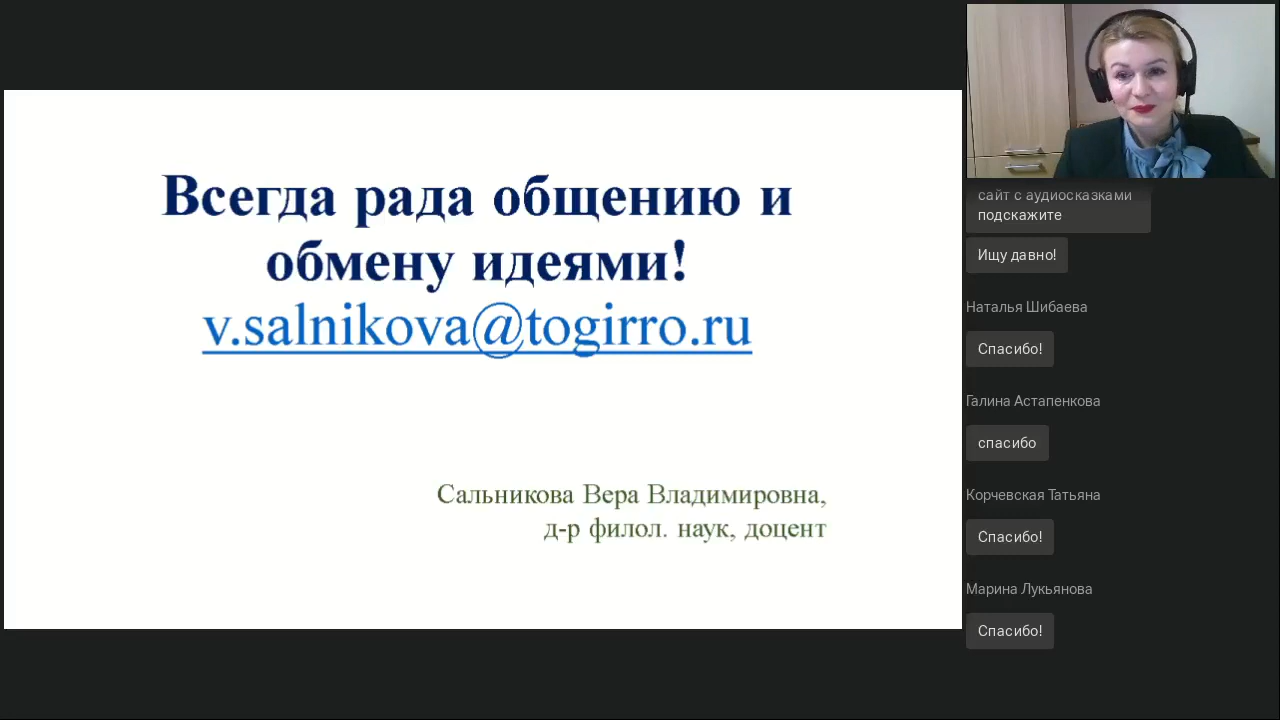 Всегда рада общению и
обмену идеями!
v.salnikova@togirro.ru
Сальникова Вера Владимировна,
д-р филол. наук, доцент
сайт с аудиосказками
подскажите
Ищу давно!
Наталья Шибаева
Спасибо!
Галина Астапенкова
спасибо
Корчевская Татьяна
Спасибо!
Марина Лукьянова
Спасибо!